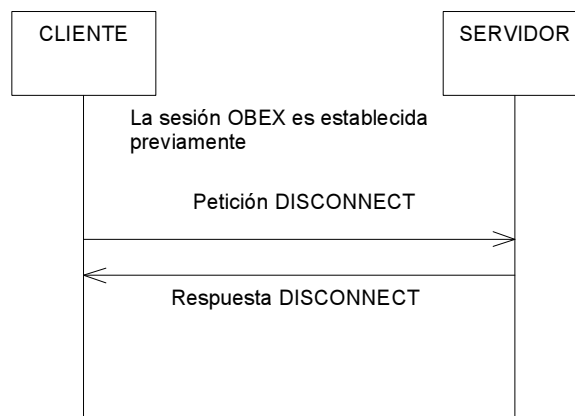 CLIENTE
SERVIDOR
La sesión OBEX es establecida
previamente
Petición DISCONNECT
Respuesta DISCONNECT